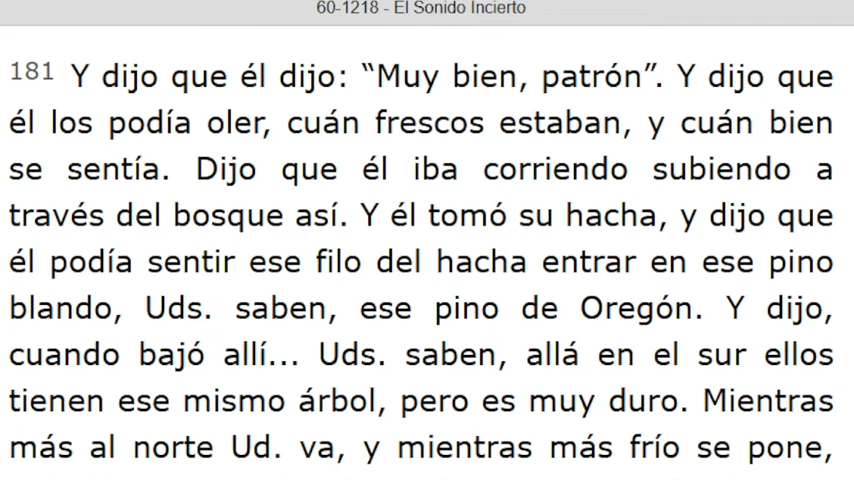 60-1218 - El Sonido Incierto
181 Y dijo que él dijo: “Muy bien, patrón”. Y dijo que
él los podía oler, cuán frescos estaban, y cuán bien
se sentía. Dijo que él iba corriendo subiendo a
través del bosque así. Y él tomó su hacha, y dijo que
él podía sentir ese filo del hacha entrar en ese pino
blando, Uds. saben, ese pino de Oregón. Y dijo,
cuando bajó allí... Uds. saben, allá en el sur ellos
tienen ese mismo árbol, pero es muy duro. Mientras
más al norte Ud. va, y mientras más frío se pone,